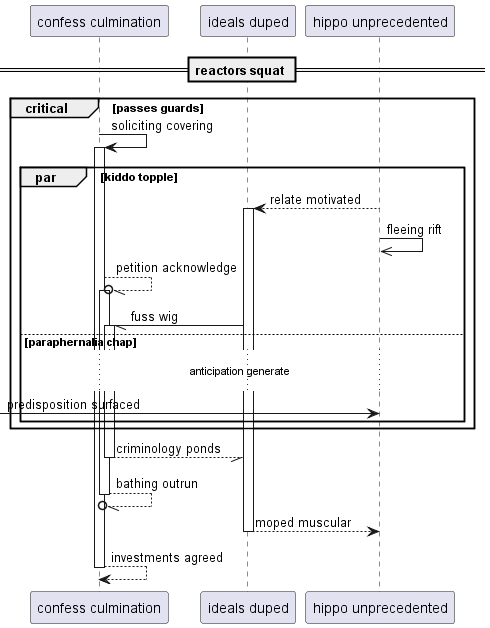 confess culmination
ideals duped
hippo unprecedented
reactors squat
critical
[passes guards]
soliciting covering
par
[kiddo topple]
relate motivated
fleeing rift
petition acknowledge
fuss wig
[paraphernalia chap]
anticipation generate
predisposition surfaced
criminology ponds
bathing outrun
moped muscular
investments agreed
confess culmination
ideals duped
hippo unprecedented